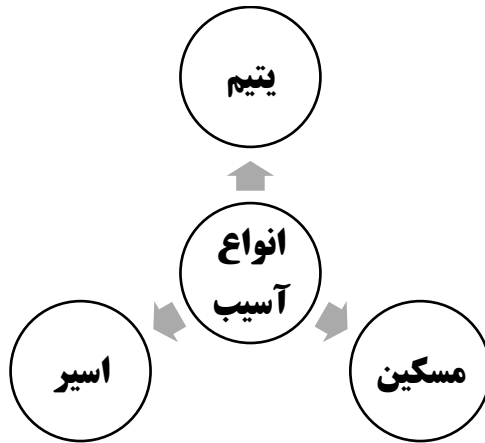 یتیم
انواع
آسیب
مسکین
اسیر